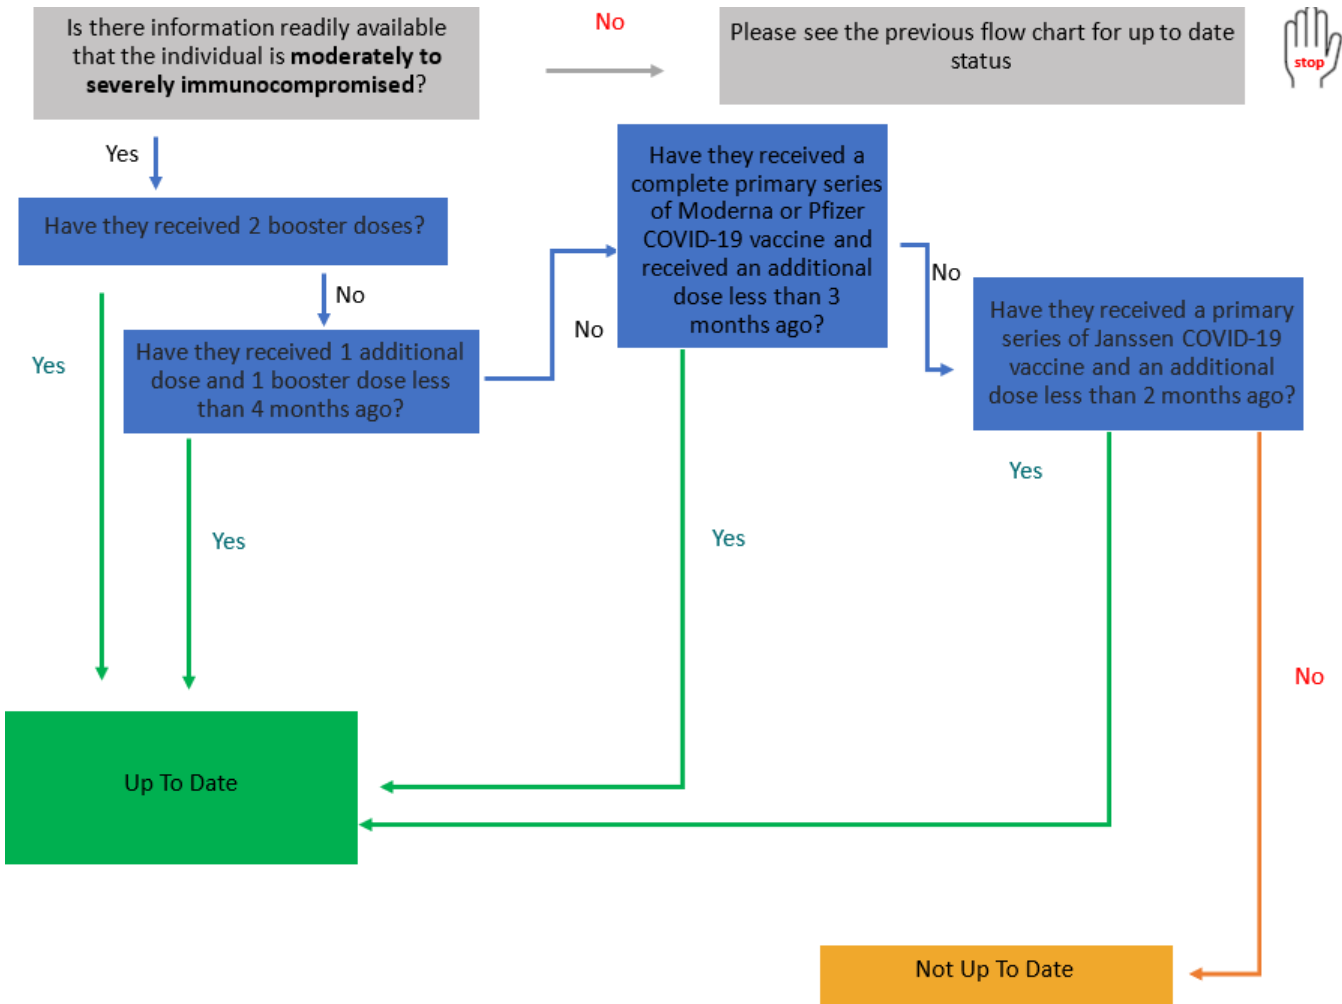 Is there information readily available
that the individual is moderately to
severely immunocompromised?
No
Please see the previous flow chart for up to date
status
stop
Yes
Have they received 2 booster doses?
No
Yes
Have they received 1 additional
dose and 1 booster dose less
than 4 months ago?
Yes
No
Have they received a
complete primary series
of Moderna or Pfizer
COVID-19 vaccine and
received an additional
dose less than 3
months ago?
Yes
No
Have they received a primary
series of Janssen COVID-19
vaccine and an additional
dose less than 2 months ago?
Yes
No
Up To Date
Not Up To Date